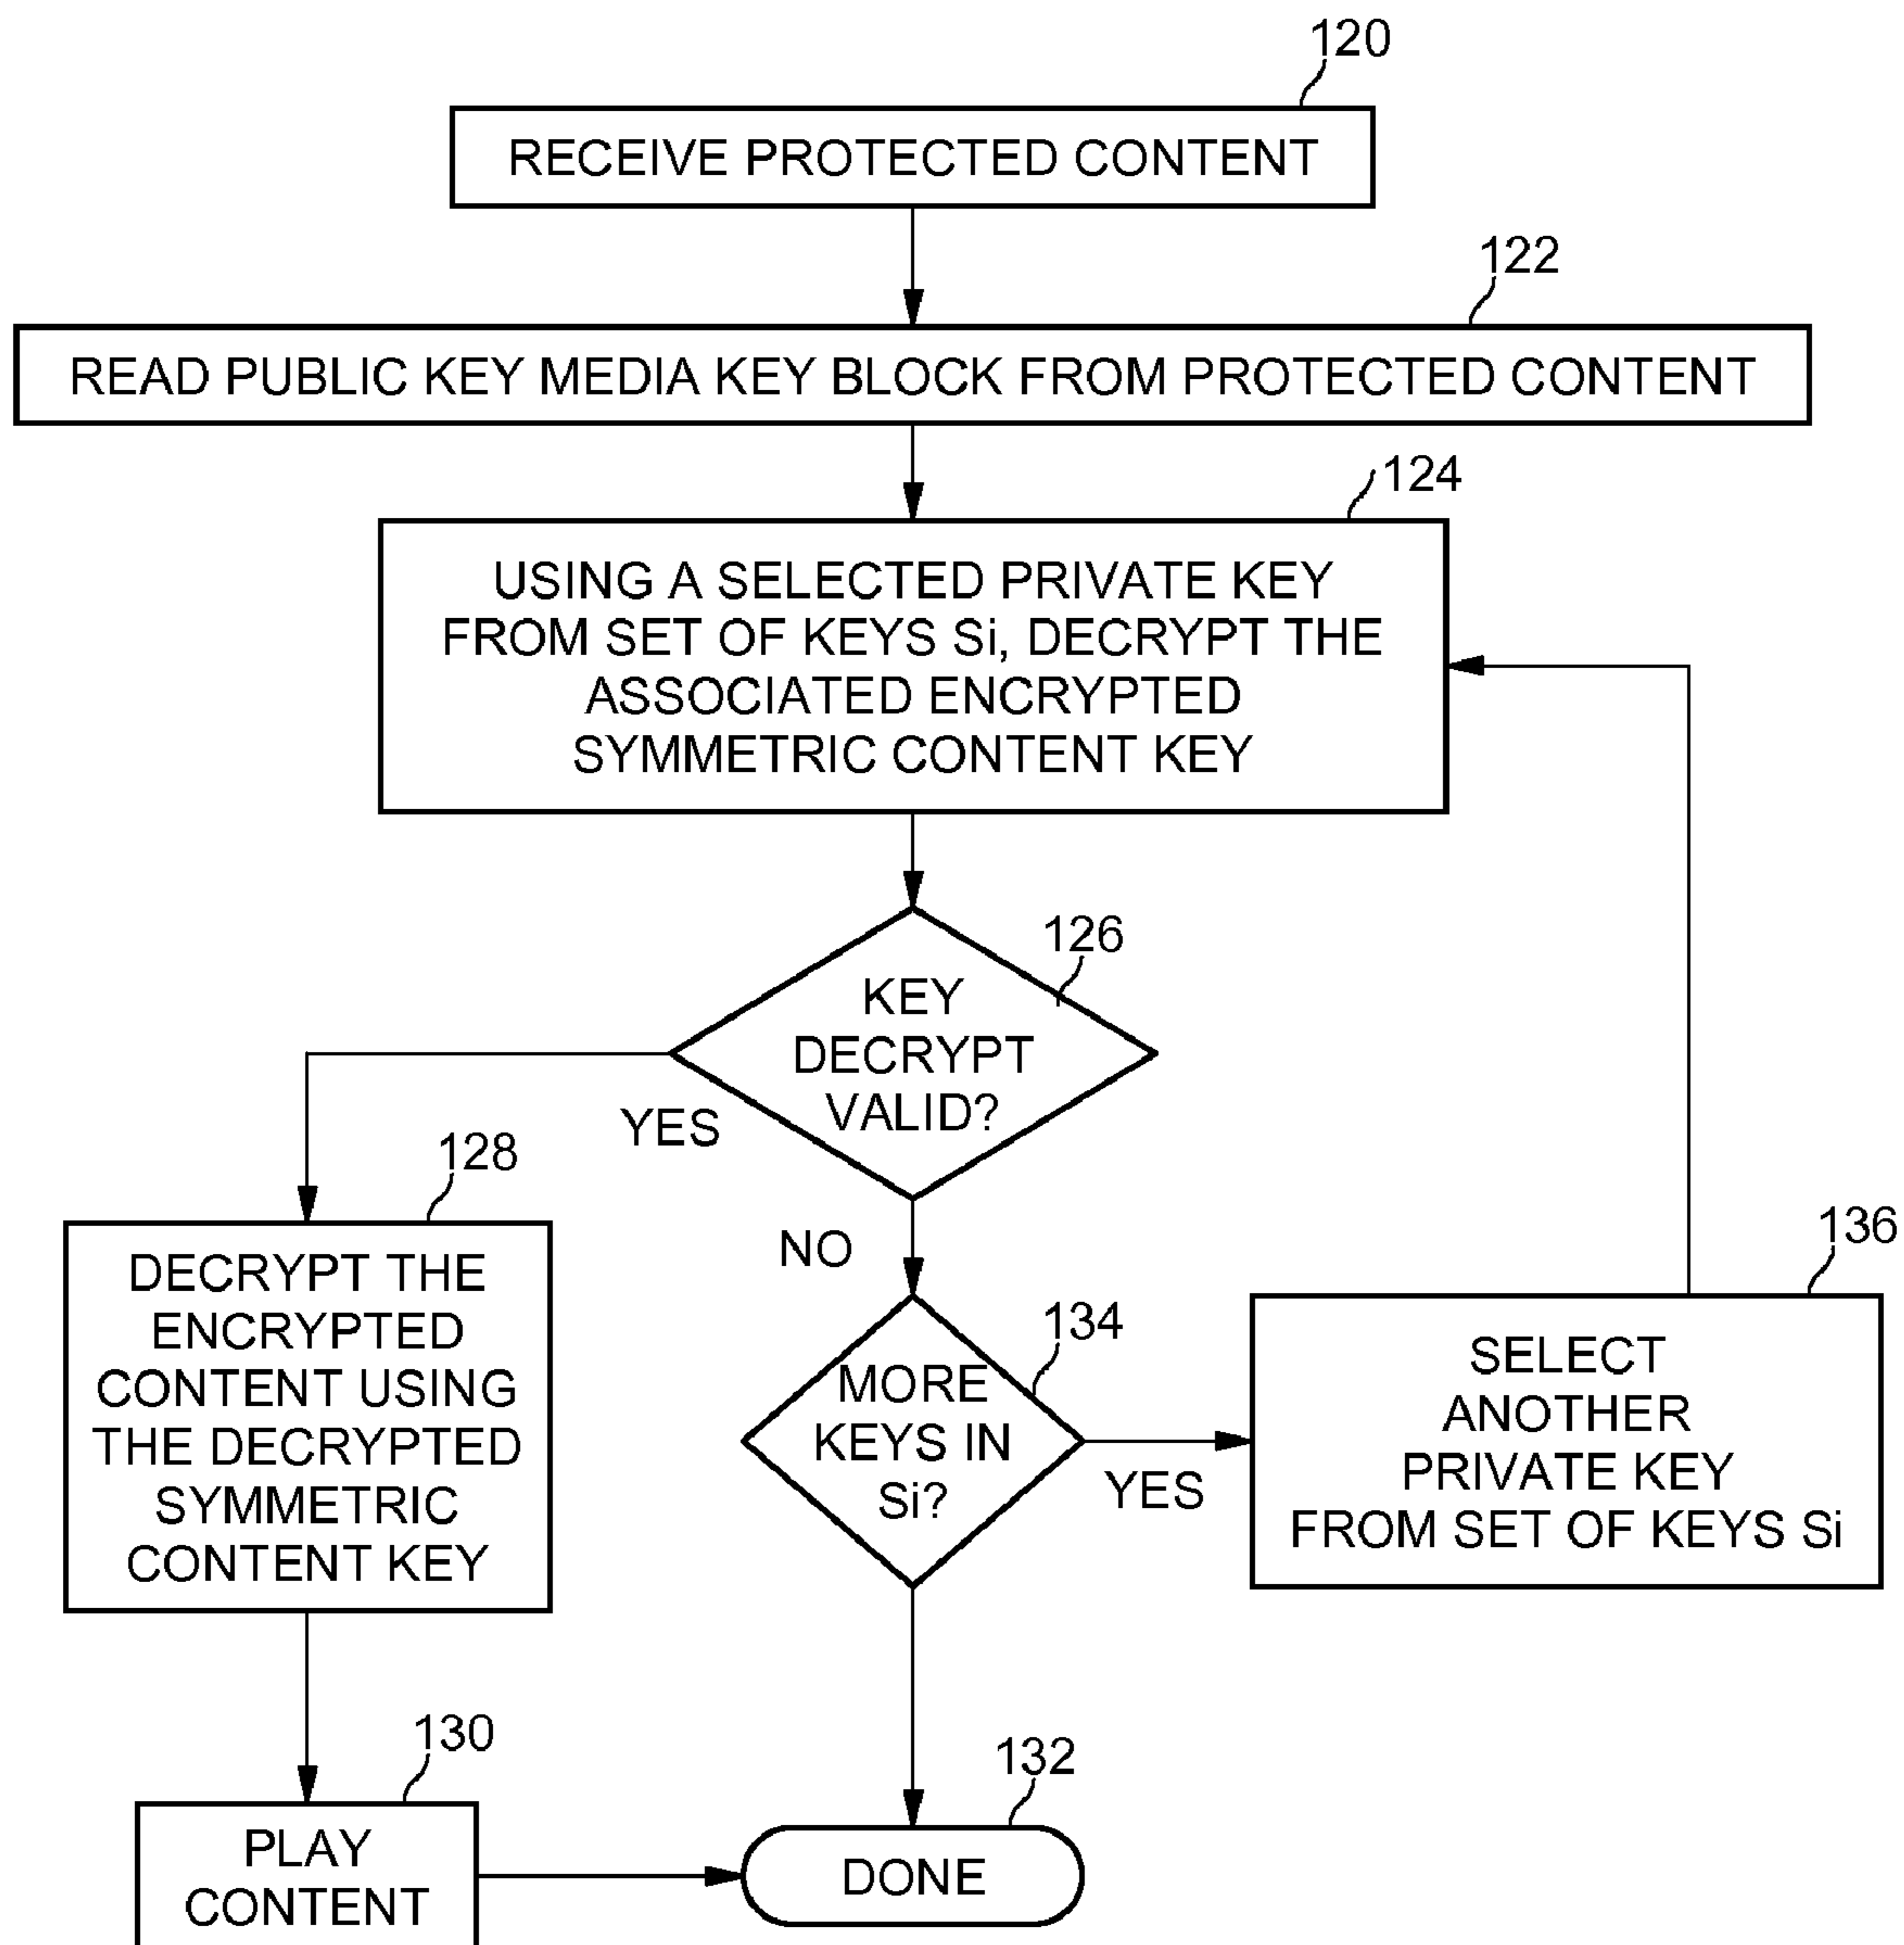 120
RECEIVE PROTECTED CONTENT
122
READ PUBLIC KEY MEDIA KEY BLOCK FROM PROTECTED CONTENT
124
USING A SELECTED PRIVATE KEY
FROM SET OF KEYS Si, DECRYPT THE
ASSOCIATED ENCRYPTED
SYMMETRIC CONTENT KEY
126
KEY
DECRYPT
VALID?
YES
NO
128
DECRYPT THE
ENCRYPTED
CONTENT USING
THE DECRYPTED
SYMMETRIC
CONTENT KEY
134
MORE
KEYS IN
Si?
YES
136
SELECT
ANOTHER
PRIVATE KEY
FROM SET OF KEYS Si
130
PLAY
CONTENT
132
DONE